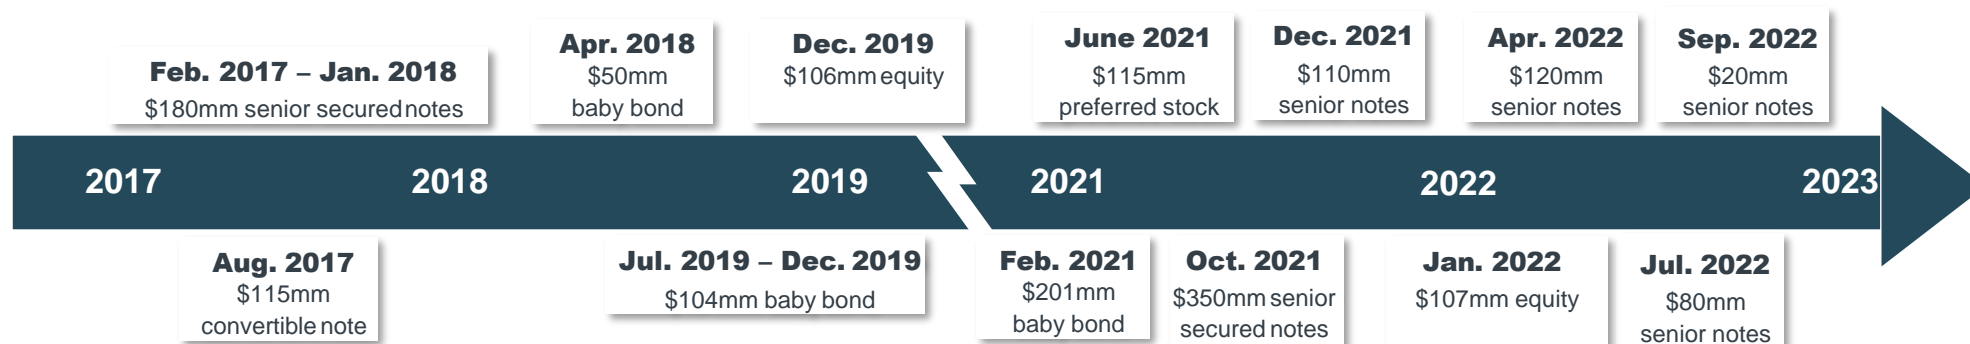 Feb. 2017 – Jan. 2018
$180mm senior secured notes
Apr. 2018
$50mm
baby bond
Dec. 2019
$106mm equity
June 2021
$115mm
preferred stock
Dec. 2021
$110mm
senior notes
Apr. 2022
$120mm
senior notes
Sep. 2022
$20mm
senior notes
2017
2018
2019
2021
2022
2023
Aug. 2017
$115mm
convertible note
Jul. 2019 – Dec. 2019
$104mm baby bond
Feb. 2021
$201mm
baby bond
Oct. 2021
$350mm senior
secured notes
Jan. 2022
$107mm equity
Jul. 2022
$80mm
senior notes